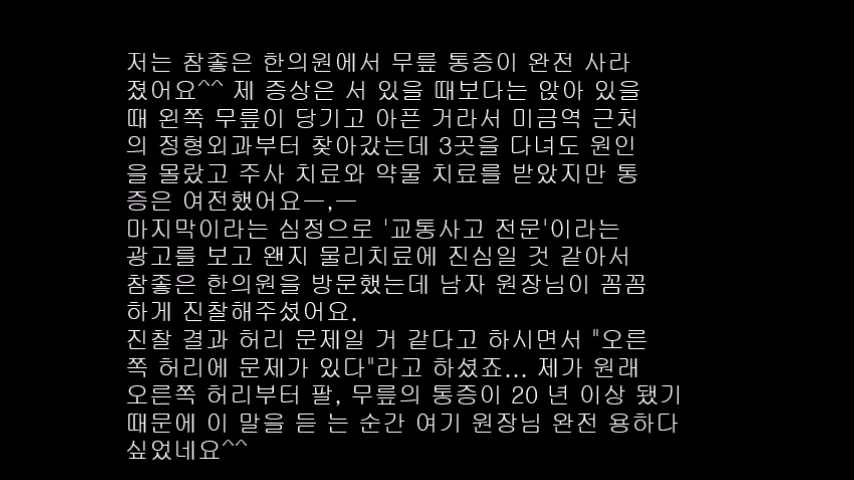 저는 참좋은 한의원에서 무릎 통증이 완전 사라
졌어요^^ 제 증상은 서 있을 때보다는 앉아 있을
때 왼쪽 무릎이 당기고 아픈 거라서 미금역 근처
의 정형외과부터 찾아갔는데 3곳을 다녀도 원인
을 몰랐고 주사 치료와 약물 치료를 받았지만 통
증은 여전했어요ㅡ,ㅡ
마지막이라는 심정으로 '교통사고 전문'이라는
광고를 보고 왠지 물리치료에 진심일 것 같아서
참좋은 한의원을 방문했는데 남자 원장님이 꼼꼼
하게 진찰해주셨어요.
진찰 결과 허리 문제일 거 같다고 하시면서 "오른
쪽 허리에 문제가 있다"라고 하셨죠... 제가 원래
오른쪽 허리부터 팔, 무릎의 통증이 20 년 이상 됐기
때문에 이 말을 듣 는 순간 여기 원장님 완전 용하다
싶었네요^^